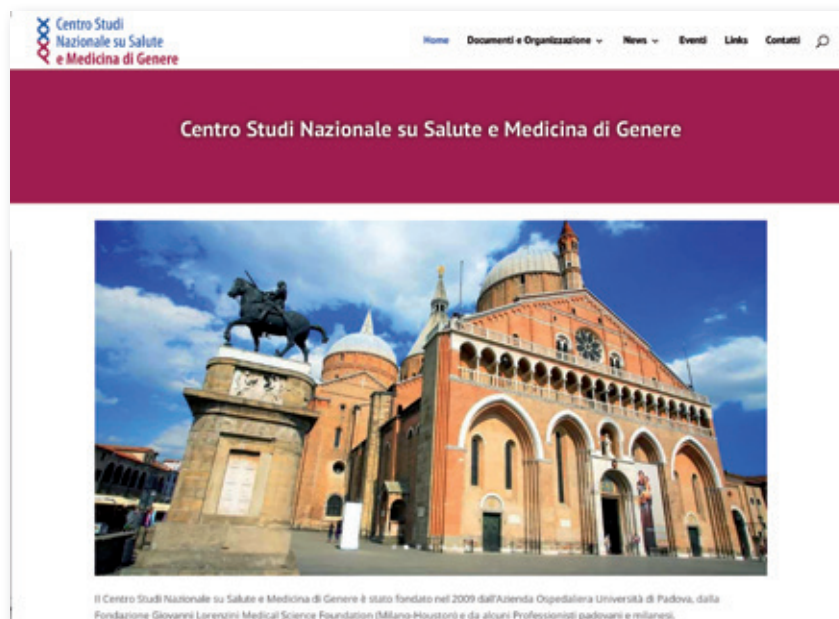 Centro Studi
Nazionale su Salute
e Medicina di Genere
Home Documenti e Organizzazione News Eventi Links Contatti
Centro Studi Nazionale su Salute e Medicina di Genere
Il Centro Studi Nazionale su Salute e Medicina di Genere è stato fondato nel 2009 dall'Azienda Ospedaliera Università di Padova, dalla
Fondazione Giovanni Lorenzini Medical Science Foundation (Milano-Houston) e da alcuni Professionisti padovani e milanesi.